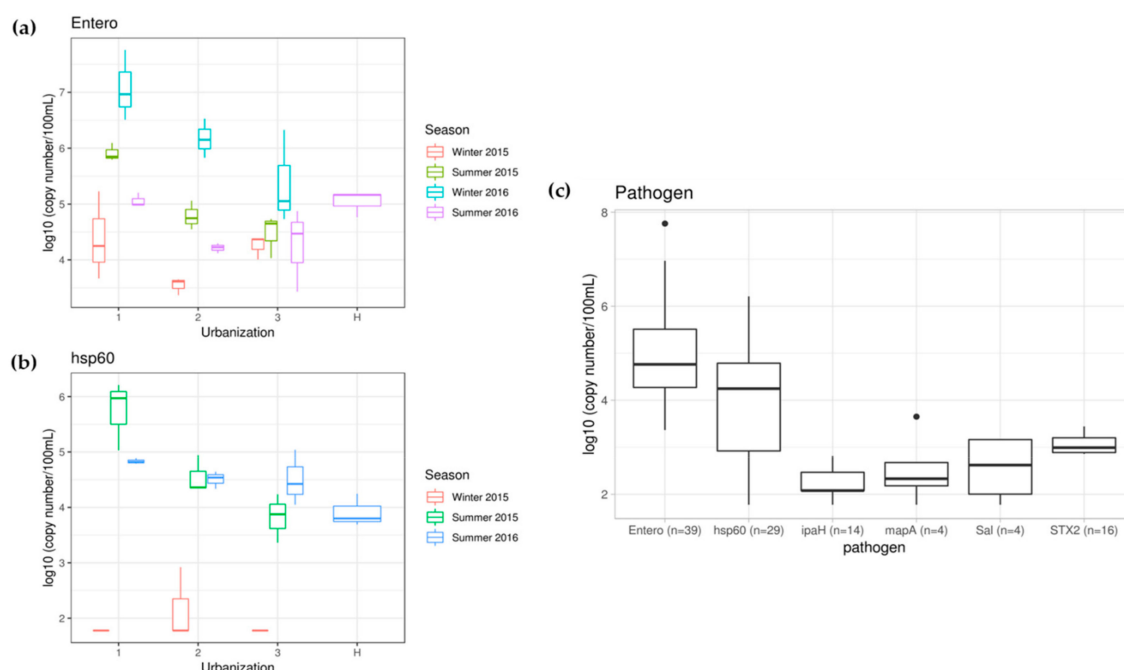 (a)
Entero
log10 (copy number/100mL)
7
6
5
4
1 2 3 H
Urbanization
Season
Winter 2015
Summer 2015
Winter 2016
Summer 2016
(b)
hsp60
log10 (copy number/100mL)
6
5
4
3
2
1 2 3 H
Urbanization
Season
Winter 2015
Summer 2015
Summer 2016
(c)
Pathogen
log10 (copy number/100mL)
8
6
4
2
Entero (n=39) hsp60 (n=29) ipaH (n=14) mapA (n=4) Sal (n=4) STX2 (n=16)
pathogen